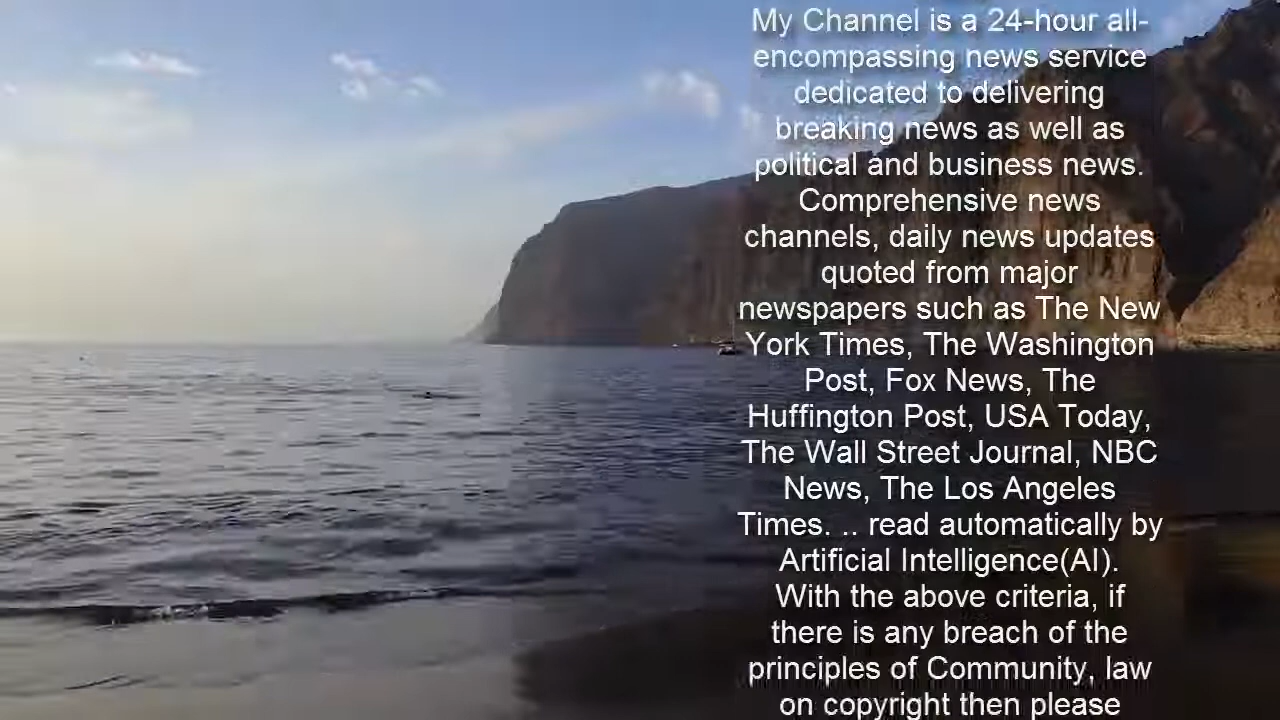 My Channel is a 24-hour all-
encompassing news service
dedicated to delivering
breaking news as well as
political and business news.
Comprehensive news
channels, daily news updates
quoted from major
newspapers such as The New
York Times, The Washington
Post, Fox News, The
Huffington Post, USA Today,
The Wall Street Journal, NBC
News, The Los Angeles
Times. .. read automatically by
Artificial Intelligence(AI).
With the above criteria, if
there is any breach of the
principles of Community, law
on copyright then please